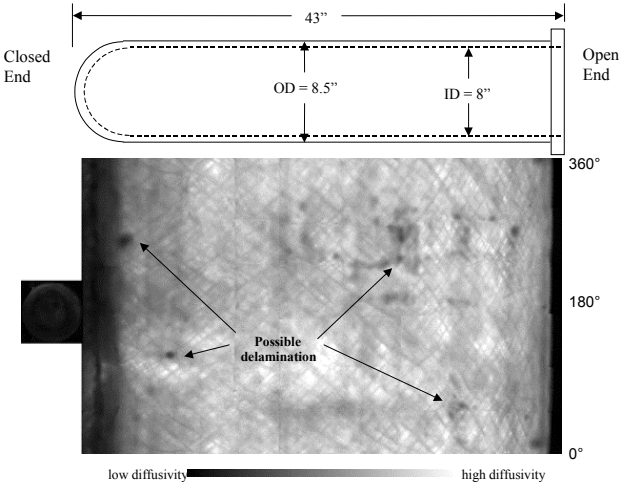 43”
Closed
End
Open
End
OD = 8.5”
ID = 8”
360°
180°
Possible
delamination
0°
low diffusivity
high diffusivity